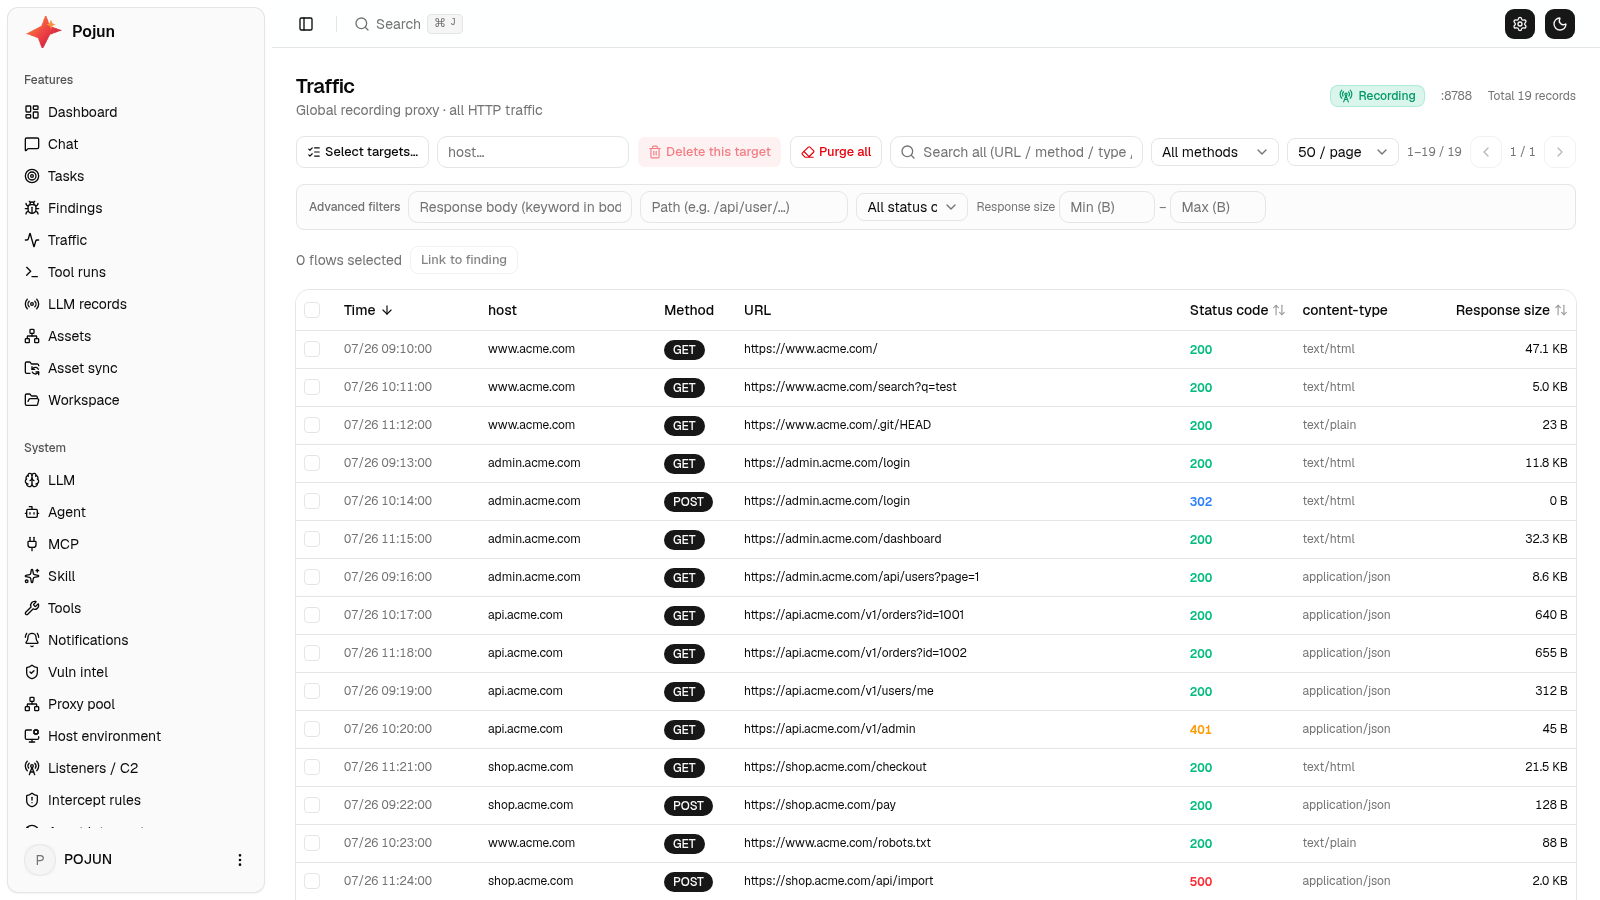 Pojun
Features
Dashboard
Chat
Tasks
Findings
Traffic
Tool runs
LLM records
Assets
Asset sync
Workspace
System
LLM
Agent
MCP
Skill
Tools
Notifications
Vuln intel
Proxy pool
Host environment
Listeners / C2
Intercept rules
P POJUN
Search ⌘ J
Traffic
Global recording proxy · all HTTP traffic
Recording :8788 Total 19 records
Select targets... host... Delete this target Purge all Search all (URL / method / type / All methods 50 / page 1–19 / 19 1 / 1
Advanced filters Response body (keyword in bod Path (e.g. /api/user/...) All status c Response size Min (B) – Max (B)
0 flows selected Link to finding
Time host Method URL Status code content-type Response size
07/26 09:10:00 www.acme.com GET https://www.acme.com/ 200 text/html 47.1 KB
07/26 10:11:00 www.acme.com GET https://www.acme.com/search?q=test 200 text/html 5.0 KB
07/26 11:12:00 www.acme.com GET https://www.acme.com/.git/HEAD 200 text/plain 23 B
07/26 09:13:00 admin.acme.com GET https://admin.acme.com/login 200 text/html 11.8 KB
07/26 10:14:00 admin.acme.com POST https://admin.acme.com/login 302 text/html 0 B
07/26 11:15:00 admin.acme.com GET https://admin.acme.com/dashboard 200 text/html 32.3 KB
07/26 09:16:00 admin.acme.com GET https://admin.acme.com/api/users?page=1 200 application/json 8.6 KB
07/26 10:17:00 api.acme.com GET https://api.acme.com/v1/orders?id=1001 200 application/json 640 B
07/26 11:18:00 api.acme.com GET https://api.acme.com/v1/orders?id=1002 200 application/json 655 B
07/26 09:19:00 api.acme.com GET https://api.acme.com/v1/users/me 200 application/json 312 B
07/26 10:20:00 api.acme.com GET https://api.acme.com/v1/admin 401 application/json 45 B
07/26 11:21:00 shop.acme.com GET https://shop.acme.com/checkout 200 text/html 21.5 KB
07/26 09:22:00 shop.acme.com POST https://shop.acme.com/pay 200 application/json 128 B
07/26 10:23:00 www.acme.com GET https://www.acme.com/robots.txt 200 text/plain 88 B
07/26 11:24:00 shop.acme.com POST https://shop.acme.com/api/import 500 application/json 2.0 KB